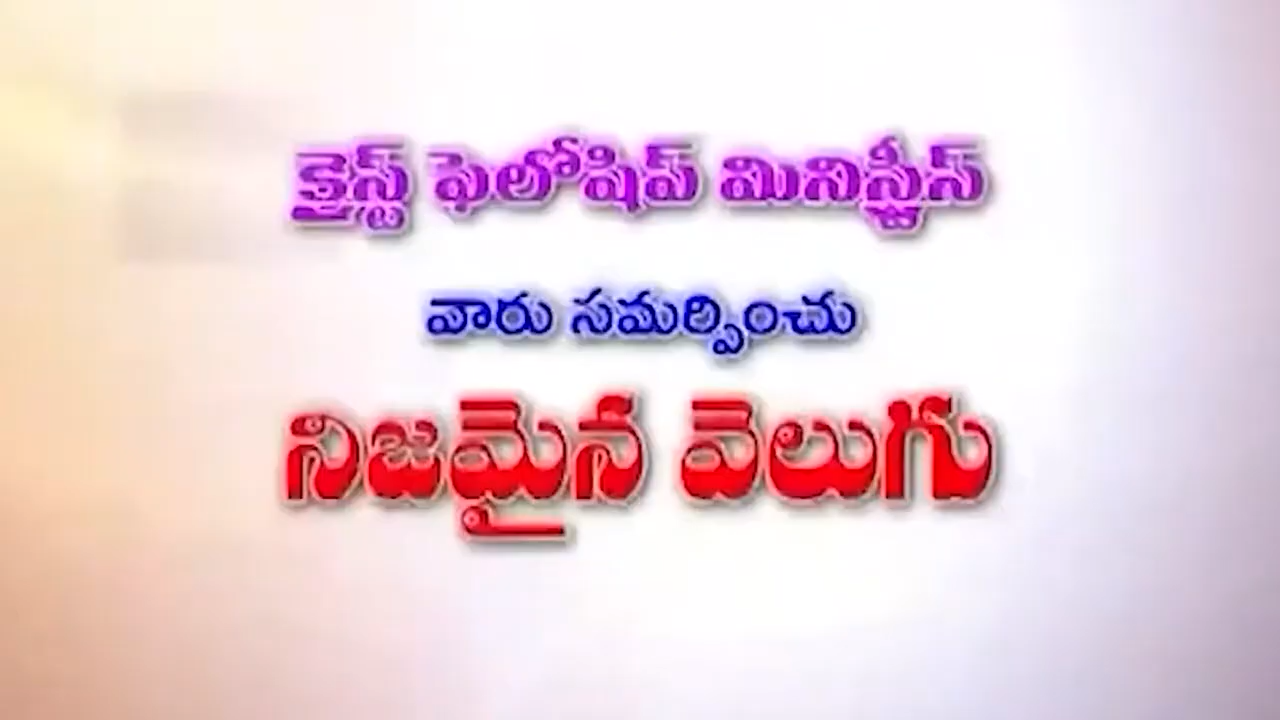 క్రైస్ట్ ఫెలోషిప్ మినిస్ట్రీస్
వారు సమర్పించు
నిజమైన వెలుగు